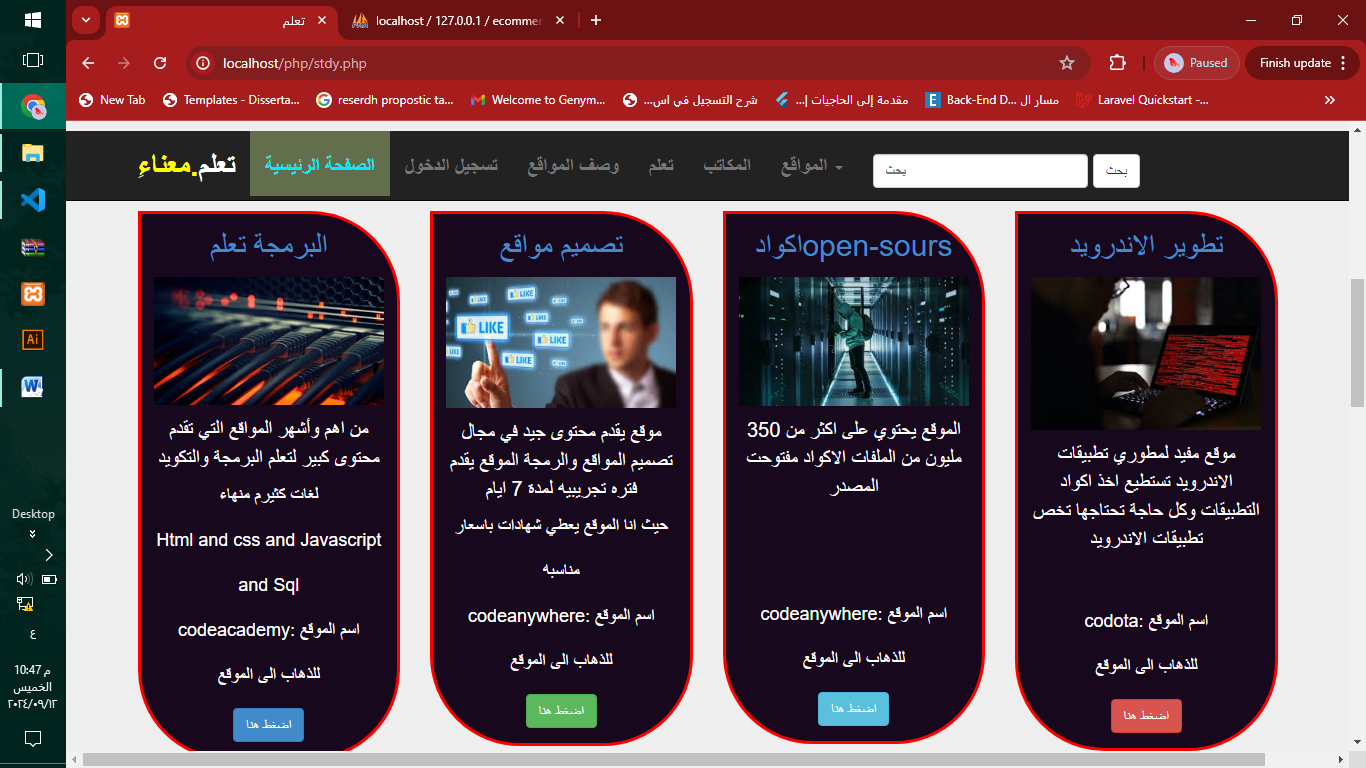 تعلم
localhost / 127.0.0.1 / ecommer
localhost/php/stdy.php
Paused
Finish update
New Tab
Templates - Disserta...
reserdh propostic ta...
Welcome to Genym...
شرح التسجيل في اس...
مقدمة إلى الحاجيات |...
Back-End D... مسار ال
Laravel Quickstart -...
تعلم.معناءِ
الصفحة الرئيسية
تسجيل الدخول
وصف المواقع
تعلم
المكاتب
المواقع
بحث
بحث
البرمجة تعلم
من اهم وأشهر المواقع التي تقدم
محتوى كبير لتعلم البرمجة والتكويد
لغات كثيرم منهاء
Html and css and Javascript
and Sql
اسم الموقع :codeacademy
للذهاب الى الموقع
اضغط هنا
تصميم مواقع
LIKE
LIKE
LIKE
LIKE
LIKE
LIKE
موقع يقدم محتوى جيد في مجال
تصميم المواقع والرمجة الموقع يقدم
فتره تجريبيه لمدة 7 ايام
حيث انا الموقع يعطي شهادات باسعار
مناسبه
اسم الموقع :codeanywhere
للذهاب الى الموقع
اضغط هنا
open-soursاكواد
الموقع يحتوي على اكثر من 350
مليون من الملفات الاكواد مفتوحت
المصدر
اسم الموقع :codeanywhere
للذهاب الى الموقع
اضغط هنا
تطوير الاندرويد
موقع مفيد لمطوري تطبيقات
الاندرويد تستطيع اخذ اكواد
التطبيقات وكل حاجة تحتاجها تخص
تطبيقات الاندرويد
اسم الموقع :codota
للذهاب الى الموقع
اضغط هنا
Ai
W
Desktop
ع
10:47 م
الخميس
٢٠٢٤/٠٩/١٢